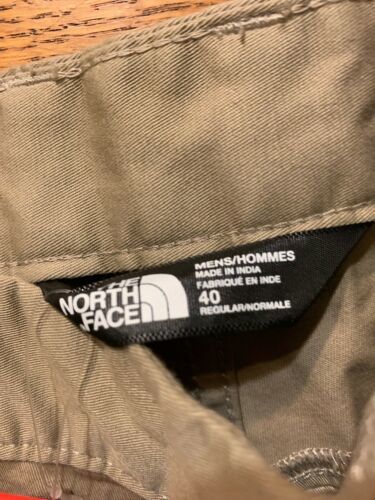 THE
NORTH
FACE
MENS/HOMMES
MADE IN INDIA
FABRIQUÉ EN INDE
40
REGULAR/NORMALE